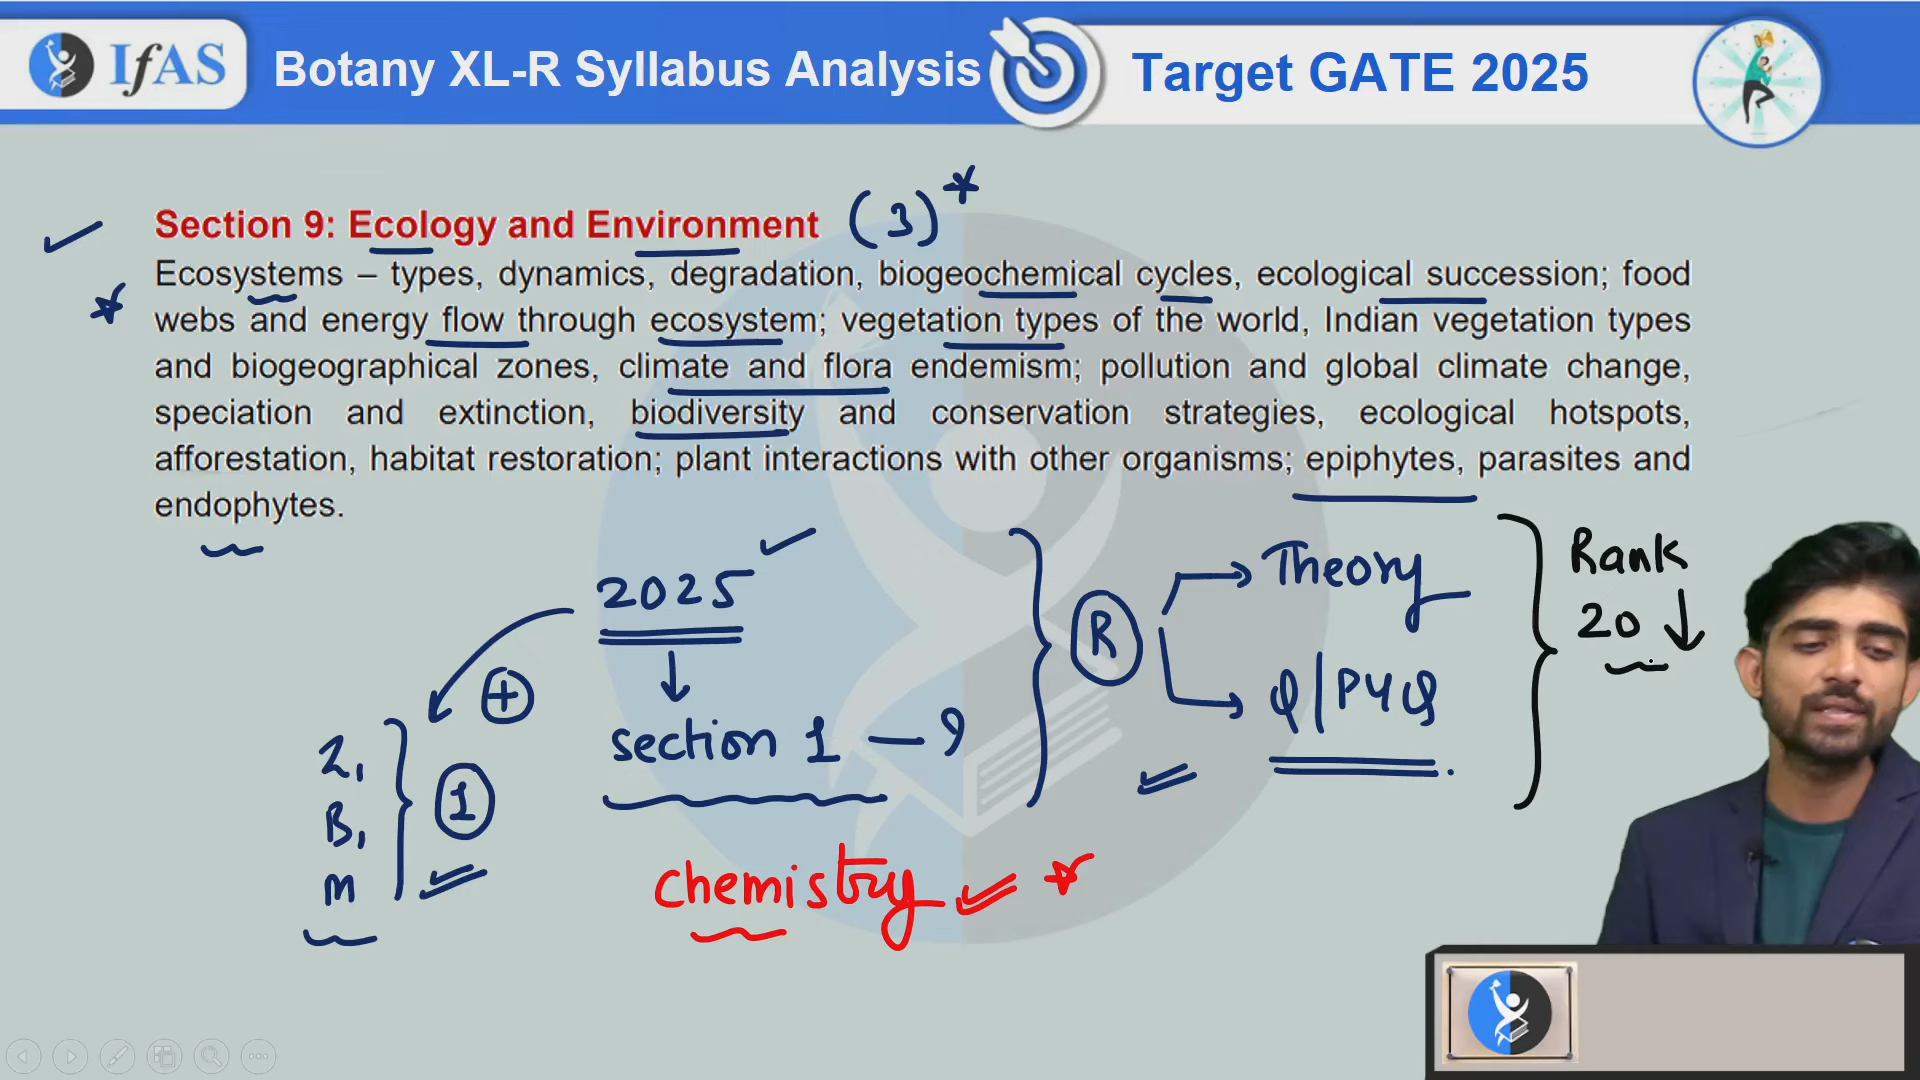 IfAS
Botany XL-R Syllabus Analysis
Target GATE 2025
Section 9: Ecology and Environment (3)*
Ecosystems – types, dynamics, degradation, biogeochemical cycles, ecological succession; food
webs and energy flow through ecosystem; vegetation types of the world, Indian vegetation types
and biogeographical zones, climate and flora endemism; pollution and global climate change,
speciation and extinction, biodiversity and conservation strategies, ecological hotspots,
afforestation, habitat restoration; plant interactions with other organisms; epiphytes, parasites and
endophytes.
2025
section 1 — 9
+
Z,
B,
m
1
R
Theory
Q|PYQ
Rank
20 ↓
chemistry